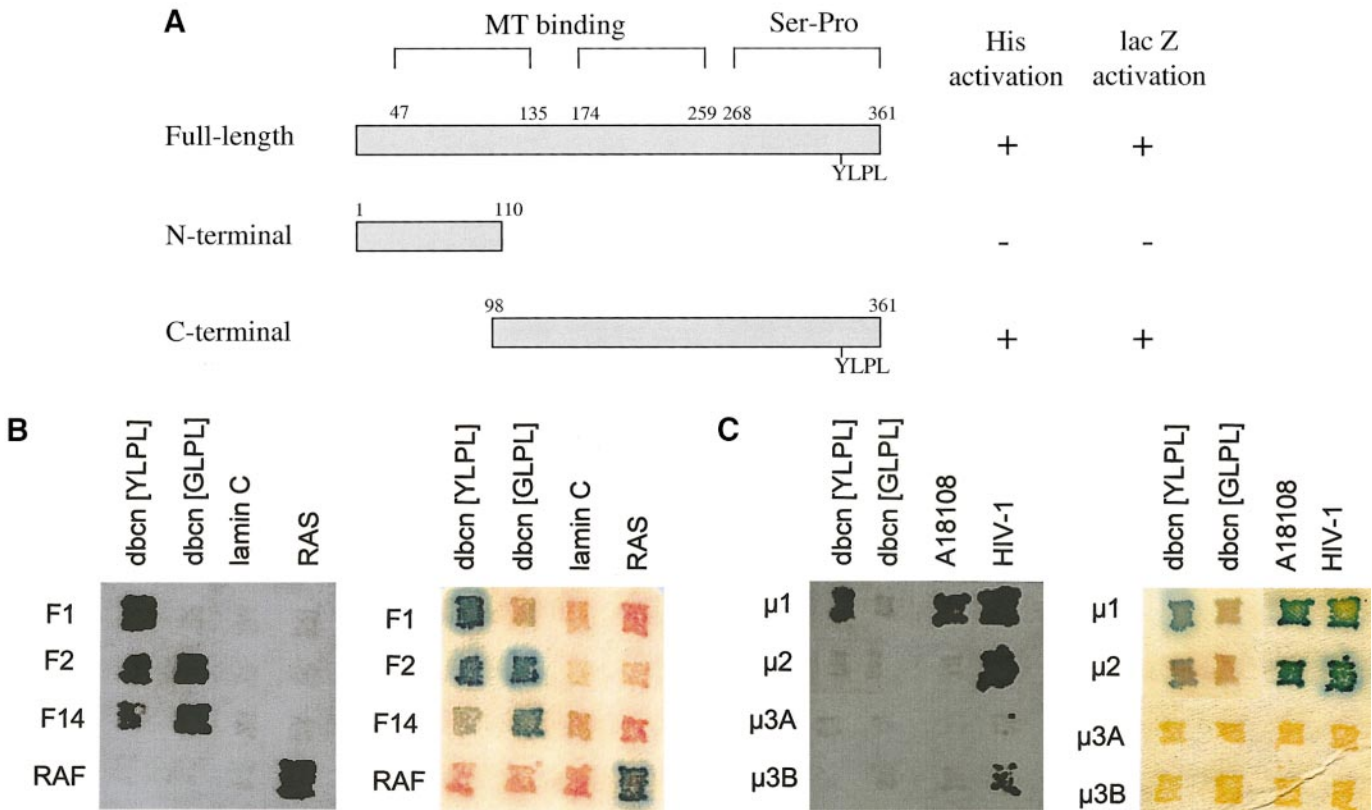 A
MT binding
Ser-Pro
His activation
lac Z activation
47 135 174 259 268 361
Full-length + +
YLPL
1 110
N-terminal - -
98 361
C-terminal + +
YLPL
B
dbcn [YLPL]
dbcn [GLPL]
lamin C
RAS
F1
F2
F14
RAF
dbcn [YLPL]
dbcn [GLPL]
lamin C
RAS
F1
F2
F14
RAF
C
dbcn [YLPL]
dbcn [GLPL]
A18108
HIV-1
μ1
μ2
μ3A
μ3B
dbcn [YLPL]
dbcn [GLPL]
A18108
HIV-1
μ1
μ2
μ3A
μ3B